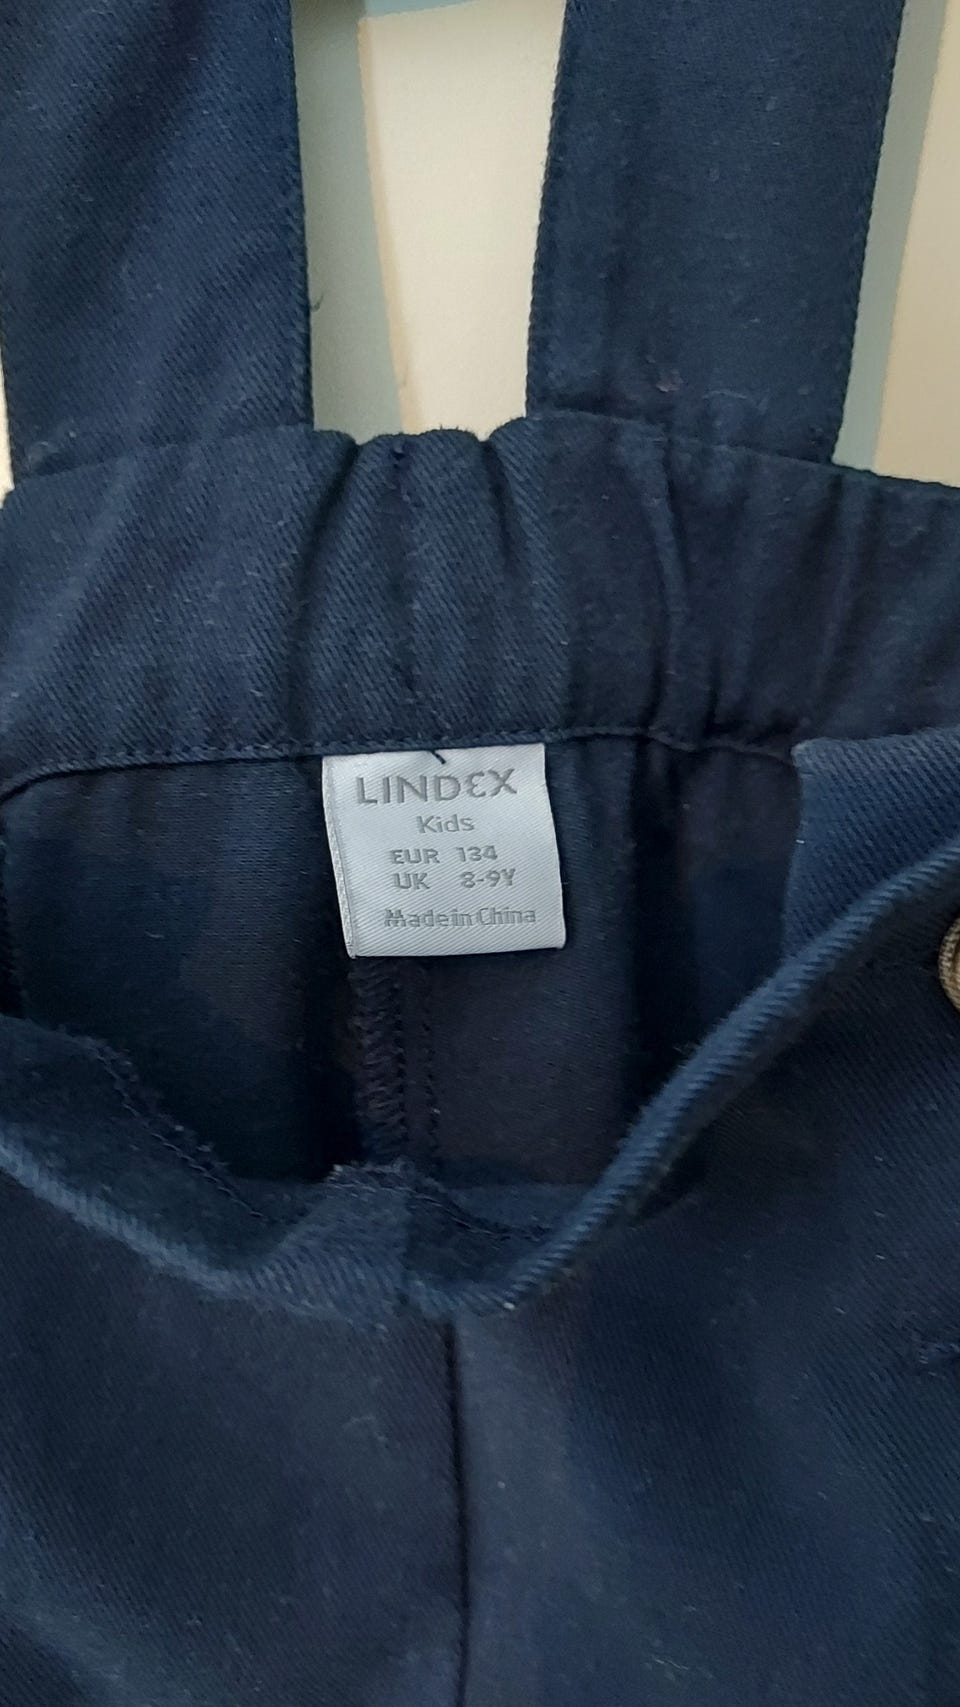 LINDEX
Kids
EUR 134
UK 8-9Y
Made in China